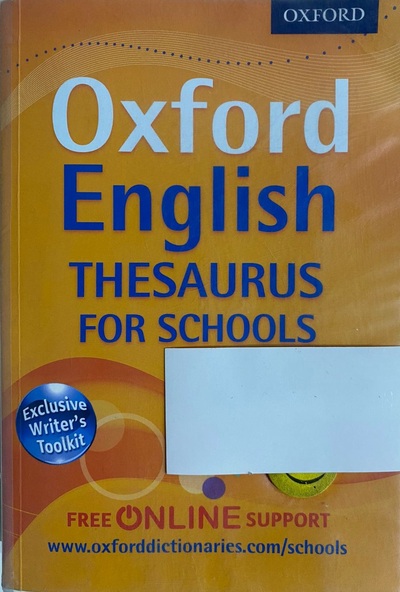 OXFORD
Oxford
English
THESAURUS
FOR SCHOOLS
Exclusive
Writer's
Toolkit
FREE ONLINE SUPPORT
www.oxforddictionaries.com/schools